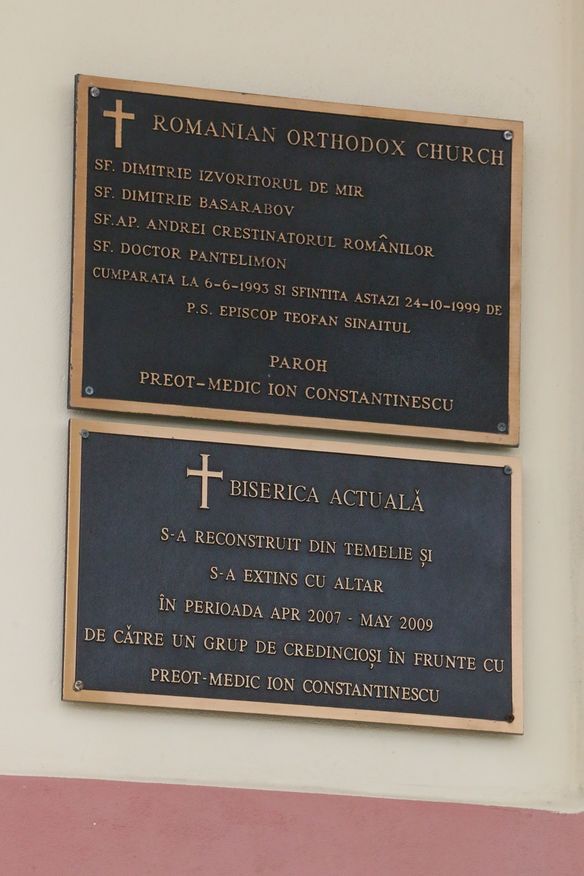 ROMANIAN ORTHODOX CHURCH
SF. DIMITRIE IZVORITORUL DE MIR
SF. DIMITRIE BASARABOV
SF.AP. ANDREI CRESTINATORUL ROMÂNILOR
SF. DOCTOR PANTELIMON
CUMPARATA LA 6-6-1993 SI SFINTITA ASTAZI 24-10-1999 DE
P.S. EPISCOP TEOFAN SINAITUL
PAROH
PREOT-MEDIC ION CONSTANTINESCU
BISERICA ACTUALĂ
S-A RECONSTRUIT DIN TEMELIE ȘI
S-A EXTINS CU ALTAR
ÎN PERIOADA APR 2007 - MAY 2009
DE CĂTRE UN GRUP DE CREDINCIOȘI ÎN FRUNTE CU
PREOT-MEDIC ION CONSTANTINESCU